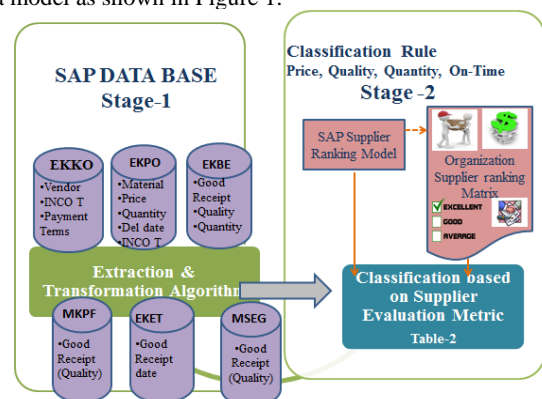 a model as shown in Figure 1.
SAP DATA BASE
Stage-1
EKKO
•Vendor
•INCO T
•Payment
Terms
EKPO
•Material
•Price
•Quantity
•Del date
•INCO T
EKBE
•Good
Receipt
•Quality
•Quantity
Extraction &
Transformation Algorithm
MKPF
•Good
Receipt
(Quality)
EKET
•Good
Receipt
date
MSEG
•Good
Receipt
(Quality)
Classification Rule
Price, Quality, Quantity, On-Time
Stage -2
SAP Supplier
Ranking Model
Organization
Supplier ranking
Matrix
EXCELLENT
GOOD
AVERAGE
Classification based
on Supplier
Evaluation Metric
Table-2